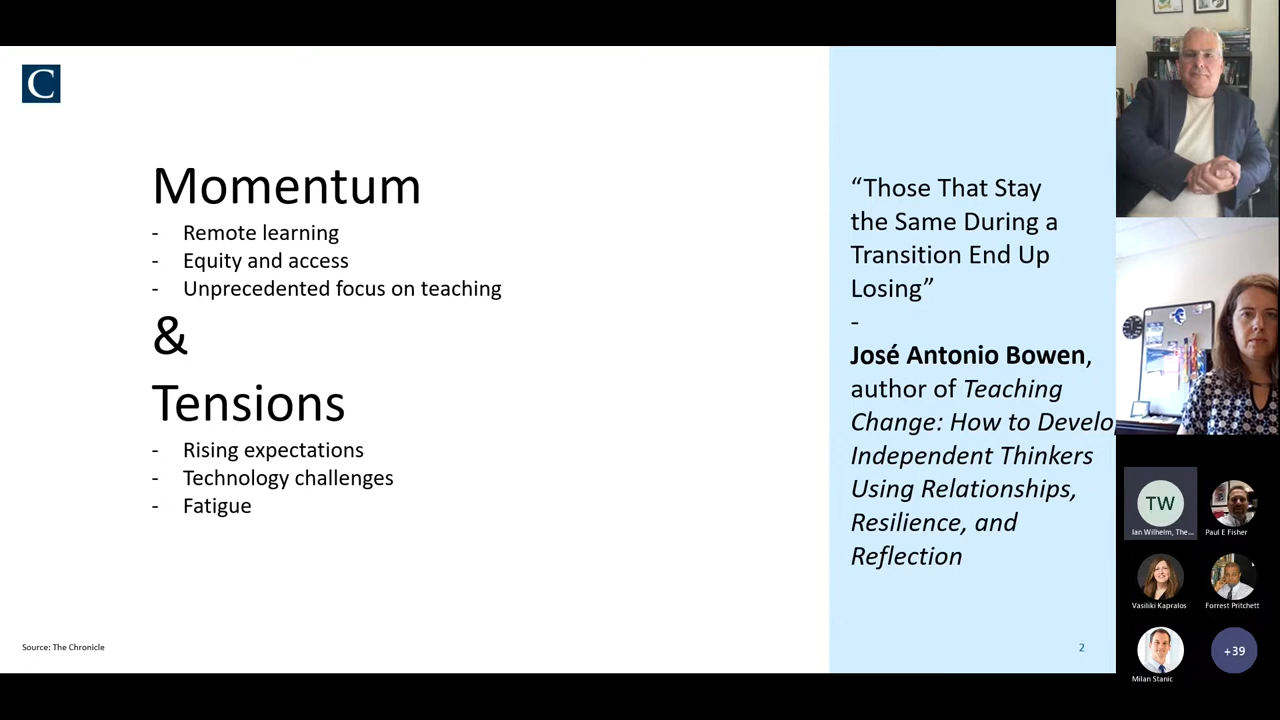 C
Momentum
- Remote learning
- Equity and access
- Unprecedented focus on teaching
&
Tensions
- Rising expectations
- Technology challenges
- Fatigue
“Those That Stay
the Same During a
Transition End Up
Losing”
-
José Antonio Bowen,
author of Teaching
Change: How to Develo
Independent Thinkers
Using Relationships,
Resilience, and
Reflection
Source: The Chronicle
2
TW
Ian Wilhelm, The...
Paul E Fisher
Vasiliki Kapralos
Forrest Pritchett
Milan Stanic
+39